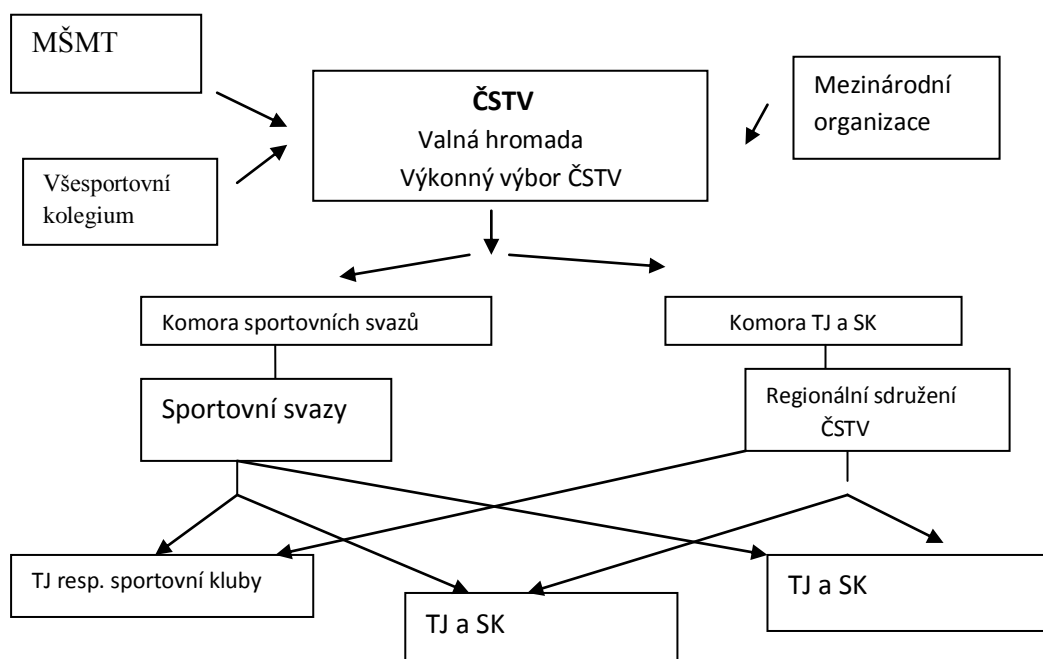 MŠMT
ČSTV
Valná hromada
Výkonný výbor ČSTV
Mezinárodní
organizace
Všesportovní
kolegium
Komora sportovních svazů
Komora TJ a SK
Sportovní svazy
Regionální sdružení
ČSTV
TJ resp. sportovní kluby
TJ a SK
TJ a SK